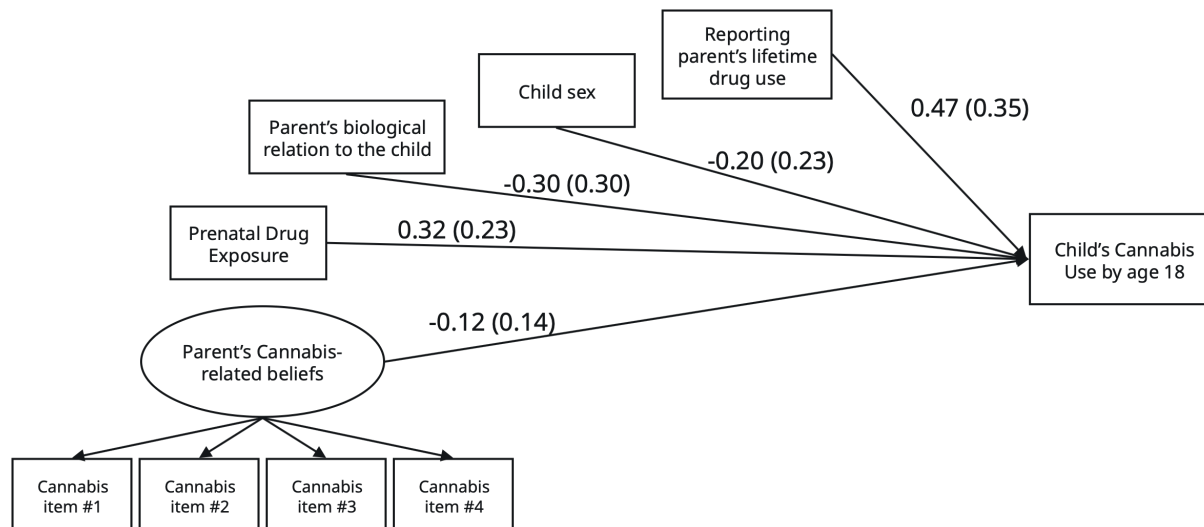 Reporting
parent's lifetime
drug use
0.47 (0.35)
Child sex
-0.20 (0.23)
Parent's biological
relation to the child
-0.30 (0.30)
Prenatal Drug
Exposure
0.32 (0.23)
Child's Cannabis
Use by age 18
-0.12 (0.14)
Parent's Cannabis-
related beliefs
Cannabis
item #1
Cannabis
item #2
Cannabis
item #3
Cannabis
item #4